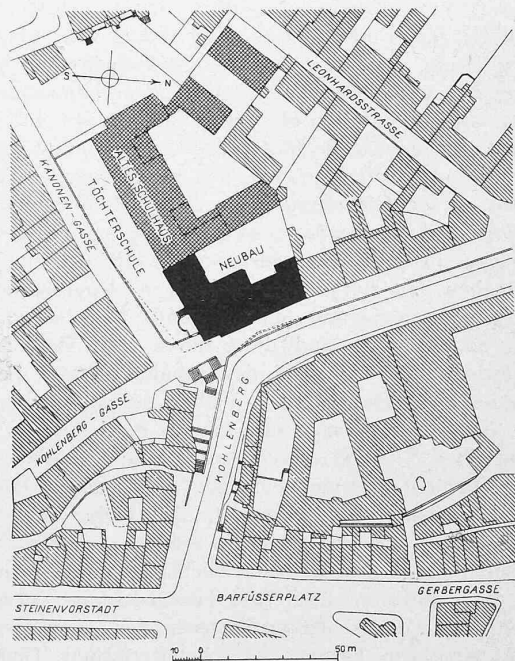 S N
LEONHARDSSTRASSE
KANONEN-GASSE
TÖCHTERSCHULE
ALTES SCHULHAUS
NEUBAU
KOHLENBERG
KOHLENBERG-GASSE
STEINENVORSTADT
BARFÜSSERPLATZ
GERBERGASSE
10 0 50 m